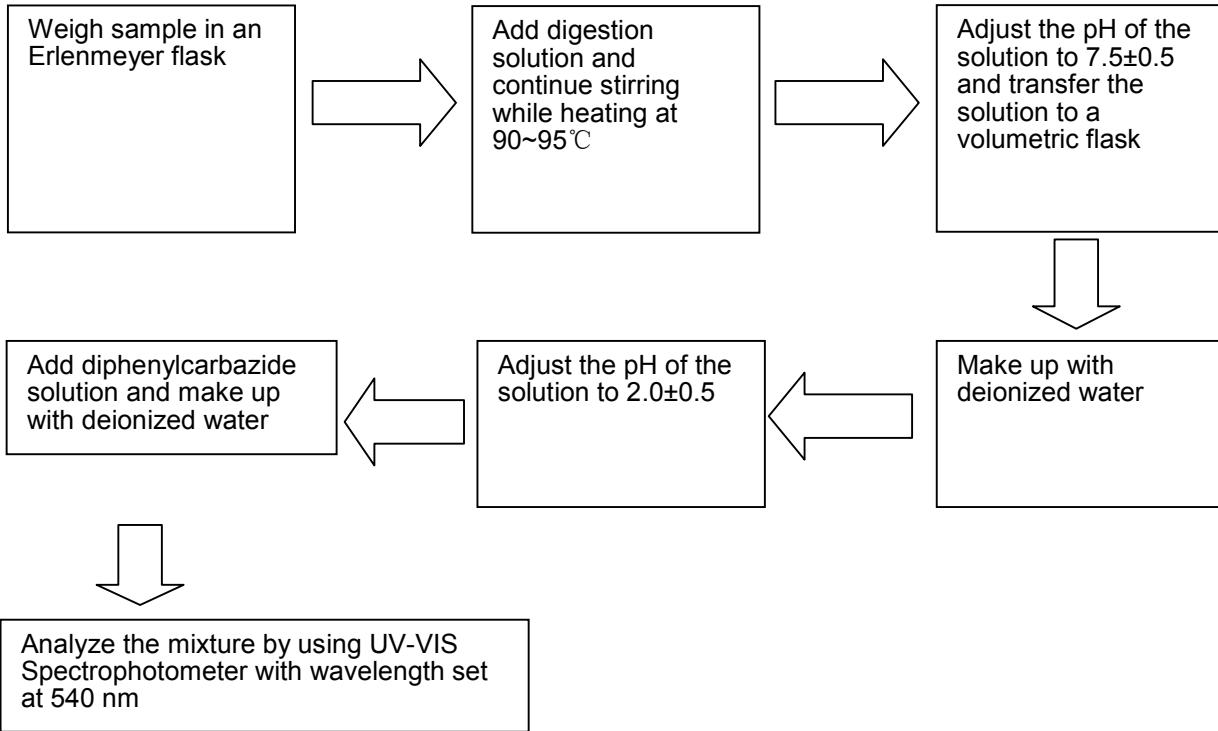 Weigh sample in an
Erlenmeyer flask
Add digestion
solution and
continue stirring
while heating at
90~95℃
Adjust the pH of the
solution to 7.5±0.5
and transfer the
solution to a
volumetric flask
Make up with
deionized water
Adjust the pH of the
solution to 2.0±0.5
Add diphenylcarbazide
solution and make up
with deionized water
Analyze the mixture by using UV-VIS
Spectrophotometer with wavelength set
at 540 nm